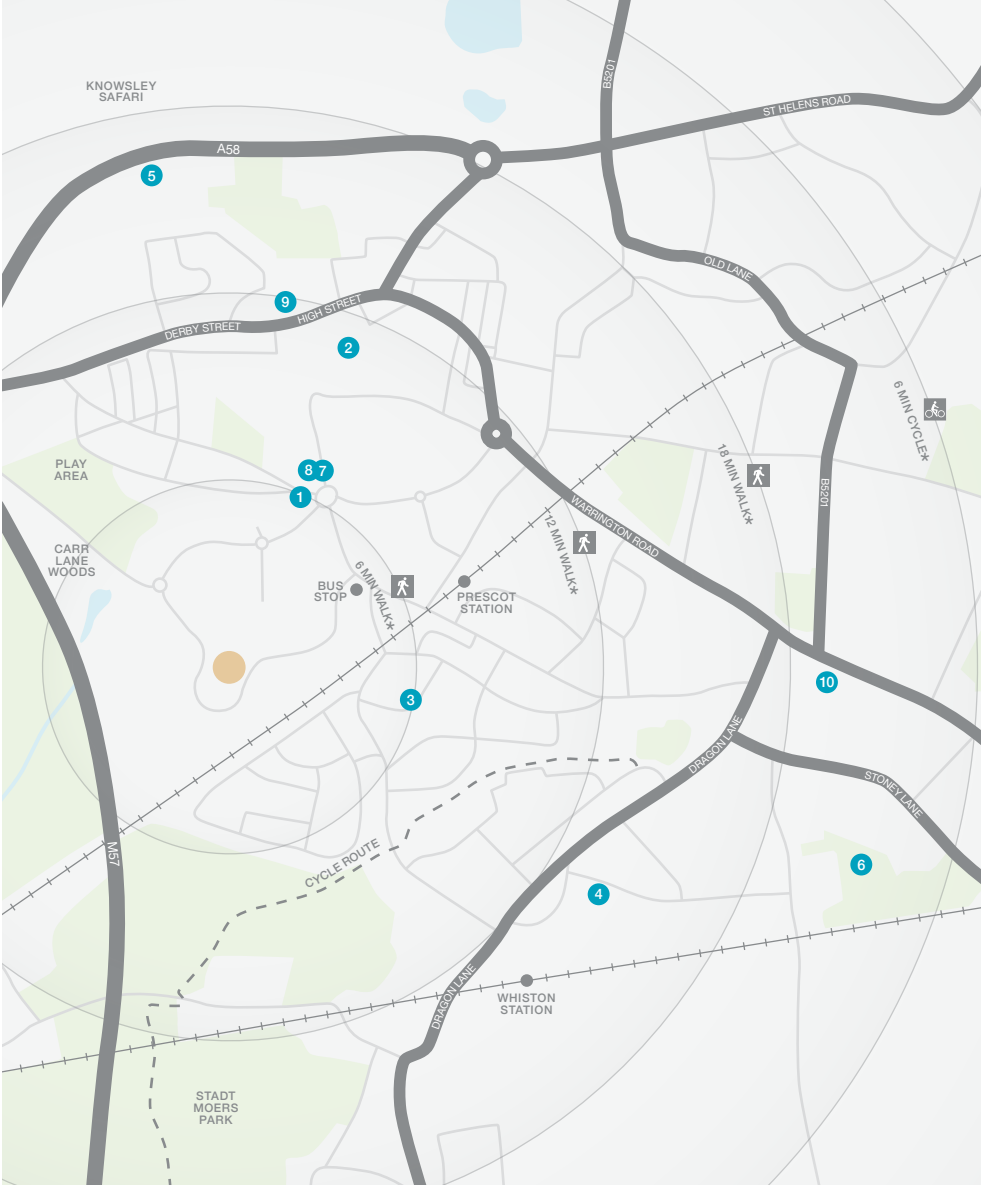 B5201
KNOWSLEY
SAFARI
ST HELENS ROAD
A58
5
OLD LANE
9
HIGH STREET
DERBY STREET
2
6 MIN CYCLE*
PLAY
AREA
8
7
18 MIN WALK*
B5201
1
WARRINGTON ROAD
12 MIN WALK*
CARR
LANE
WOODS
6 MIN WALK*
BUS
STOP
PRESCOT
STATION
10
3
DRAGON LANE
STONEY LANE
M57
CYCLE ROUTE
6
4
DRAGON LANE
WHISTON
STATION
STADT
MOERS
PARK